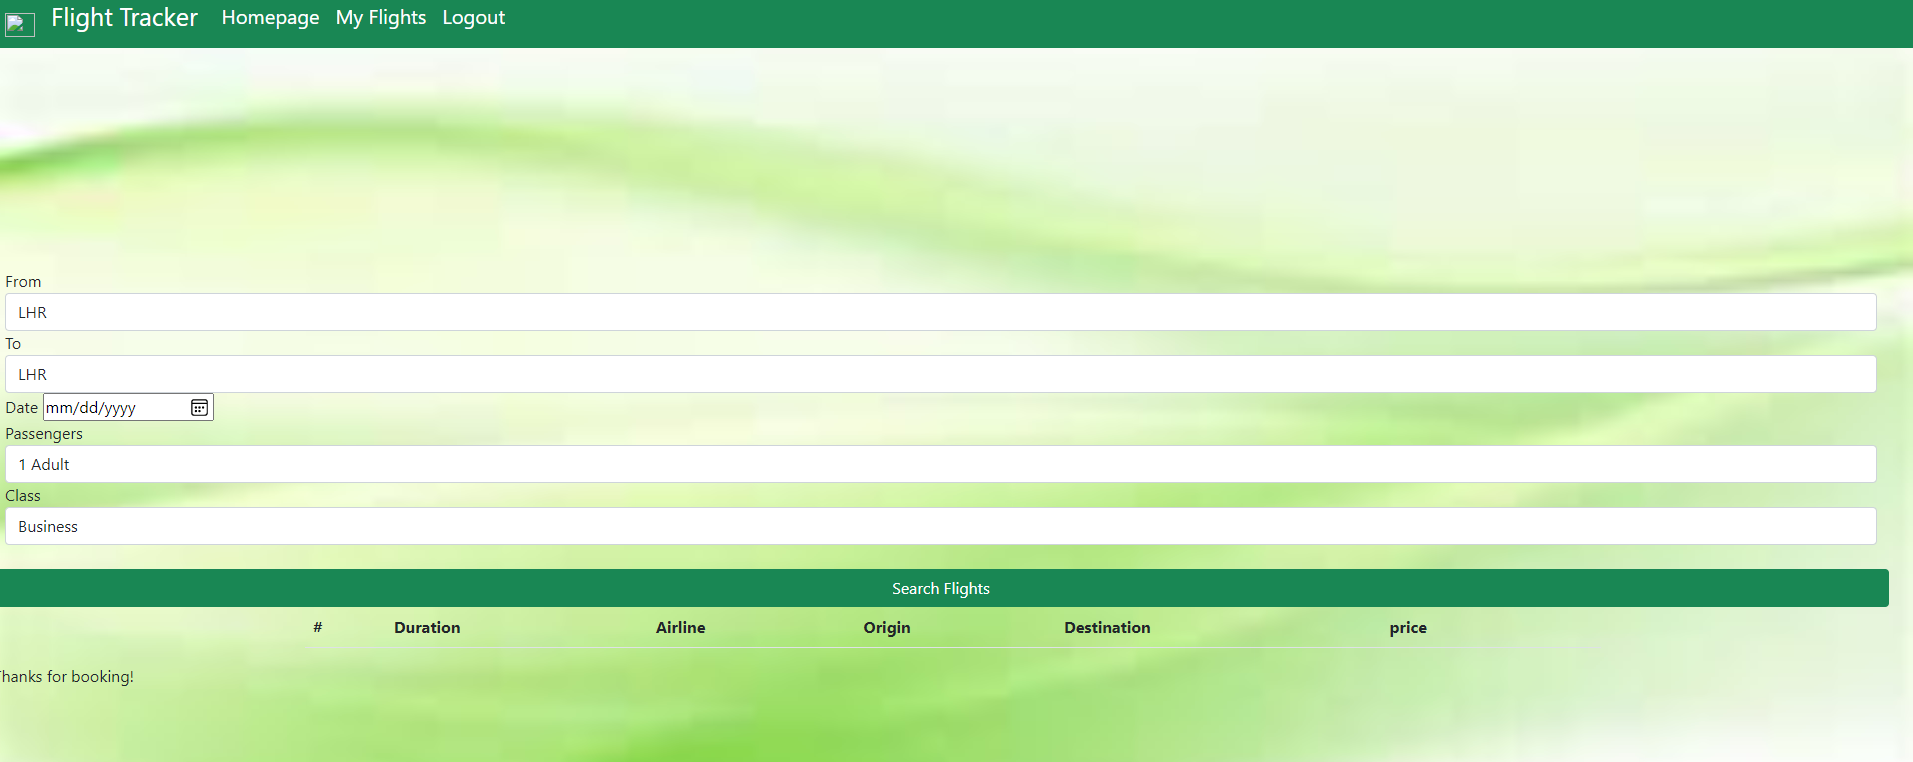 Flight Tracker Homepage My Flights Logout
From
LHR
To
LHR
Date mm/dd/yyyy
Passengers
1 Adult
Class
Business
Search Flights
# Duration Airline Origin Destination price
Thanks for booking!